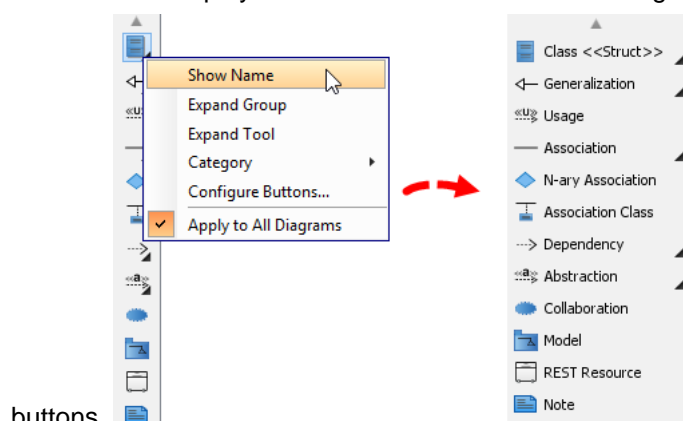 Show Name
Expand Group
Expand Tool
Category
Configure Buttons...
Apply to All Diagrams
Class <<Struct>>
Generalization
«U» Usage
Association
N-ary Association
Association Class
Dependency
«a» Abstraction
Collaboration
Model
REST Resource
Note
buttons